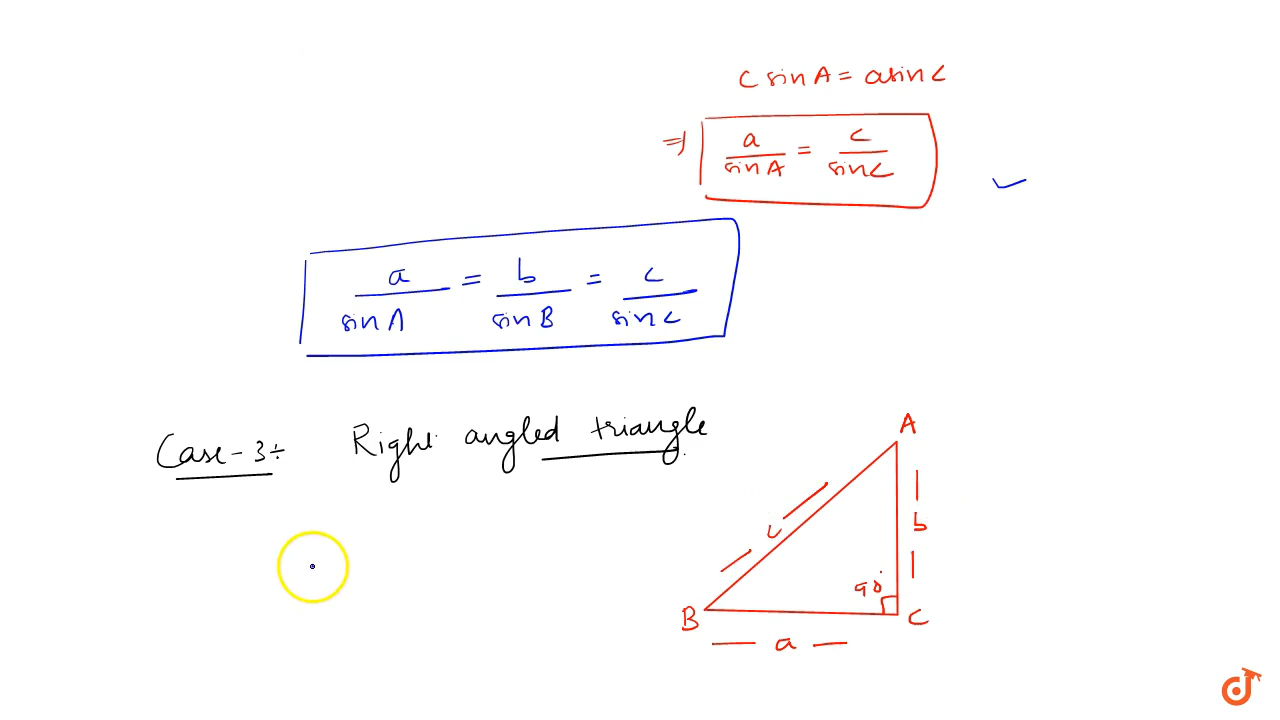 c sin A = a sin C
⇒ a/sin A = c/sin C
a/sin A = b/sin B = c/sin C
Case-3÷ Right angled triangle.
A
c
b
90°
B
C
a